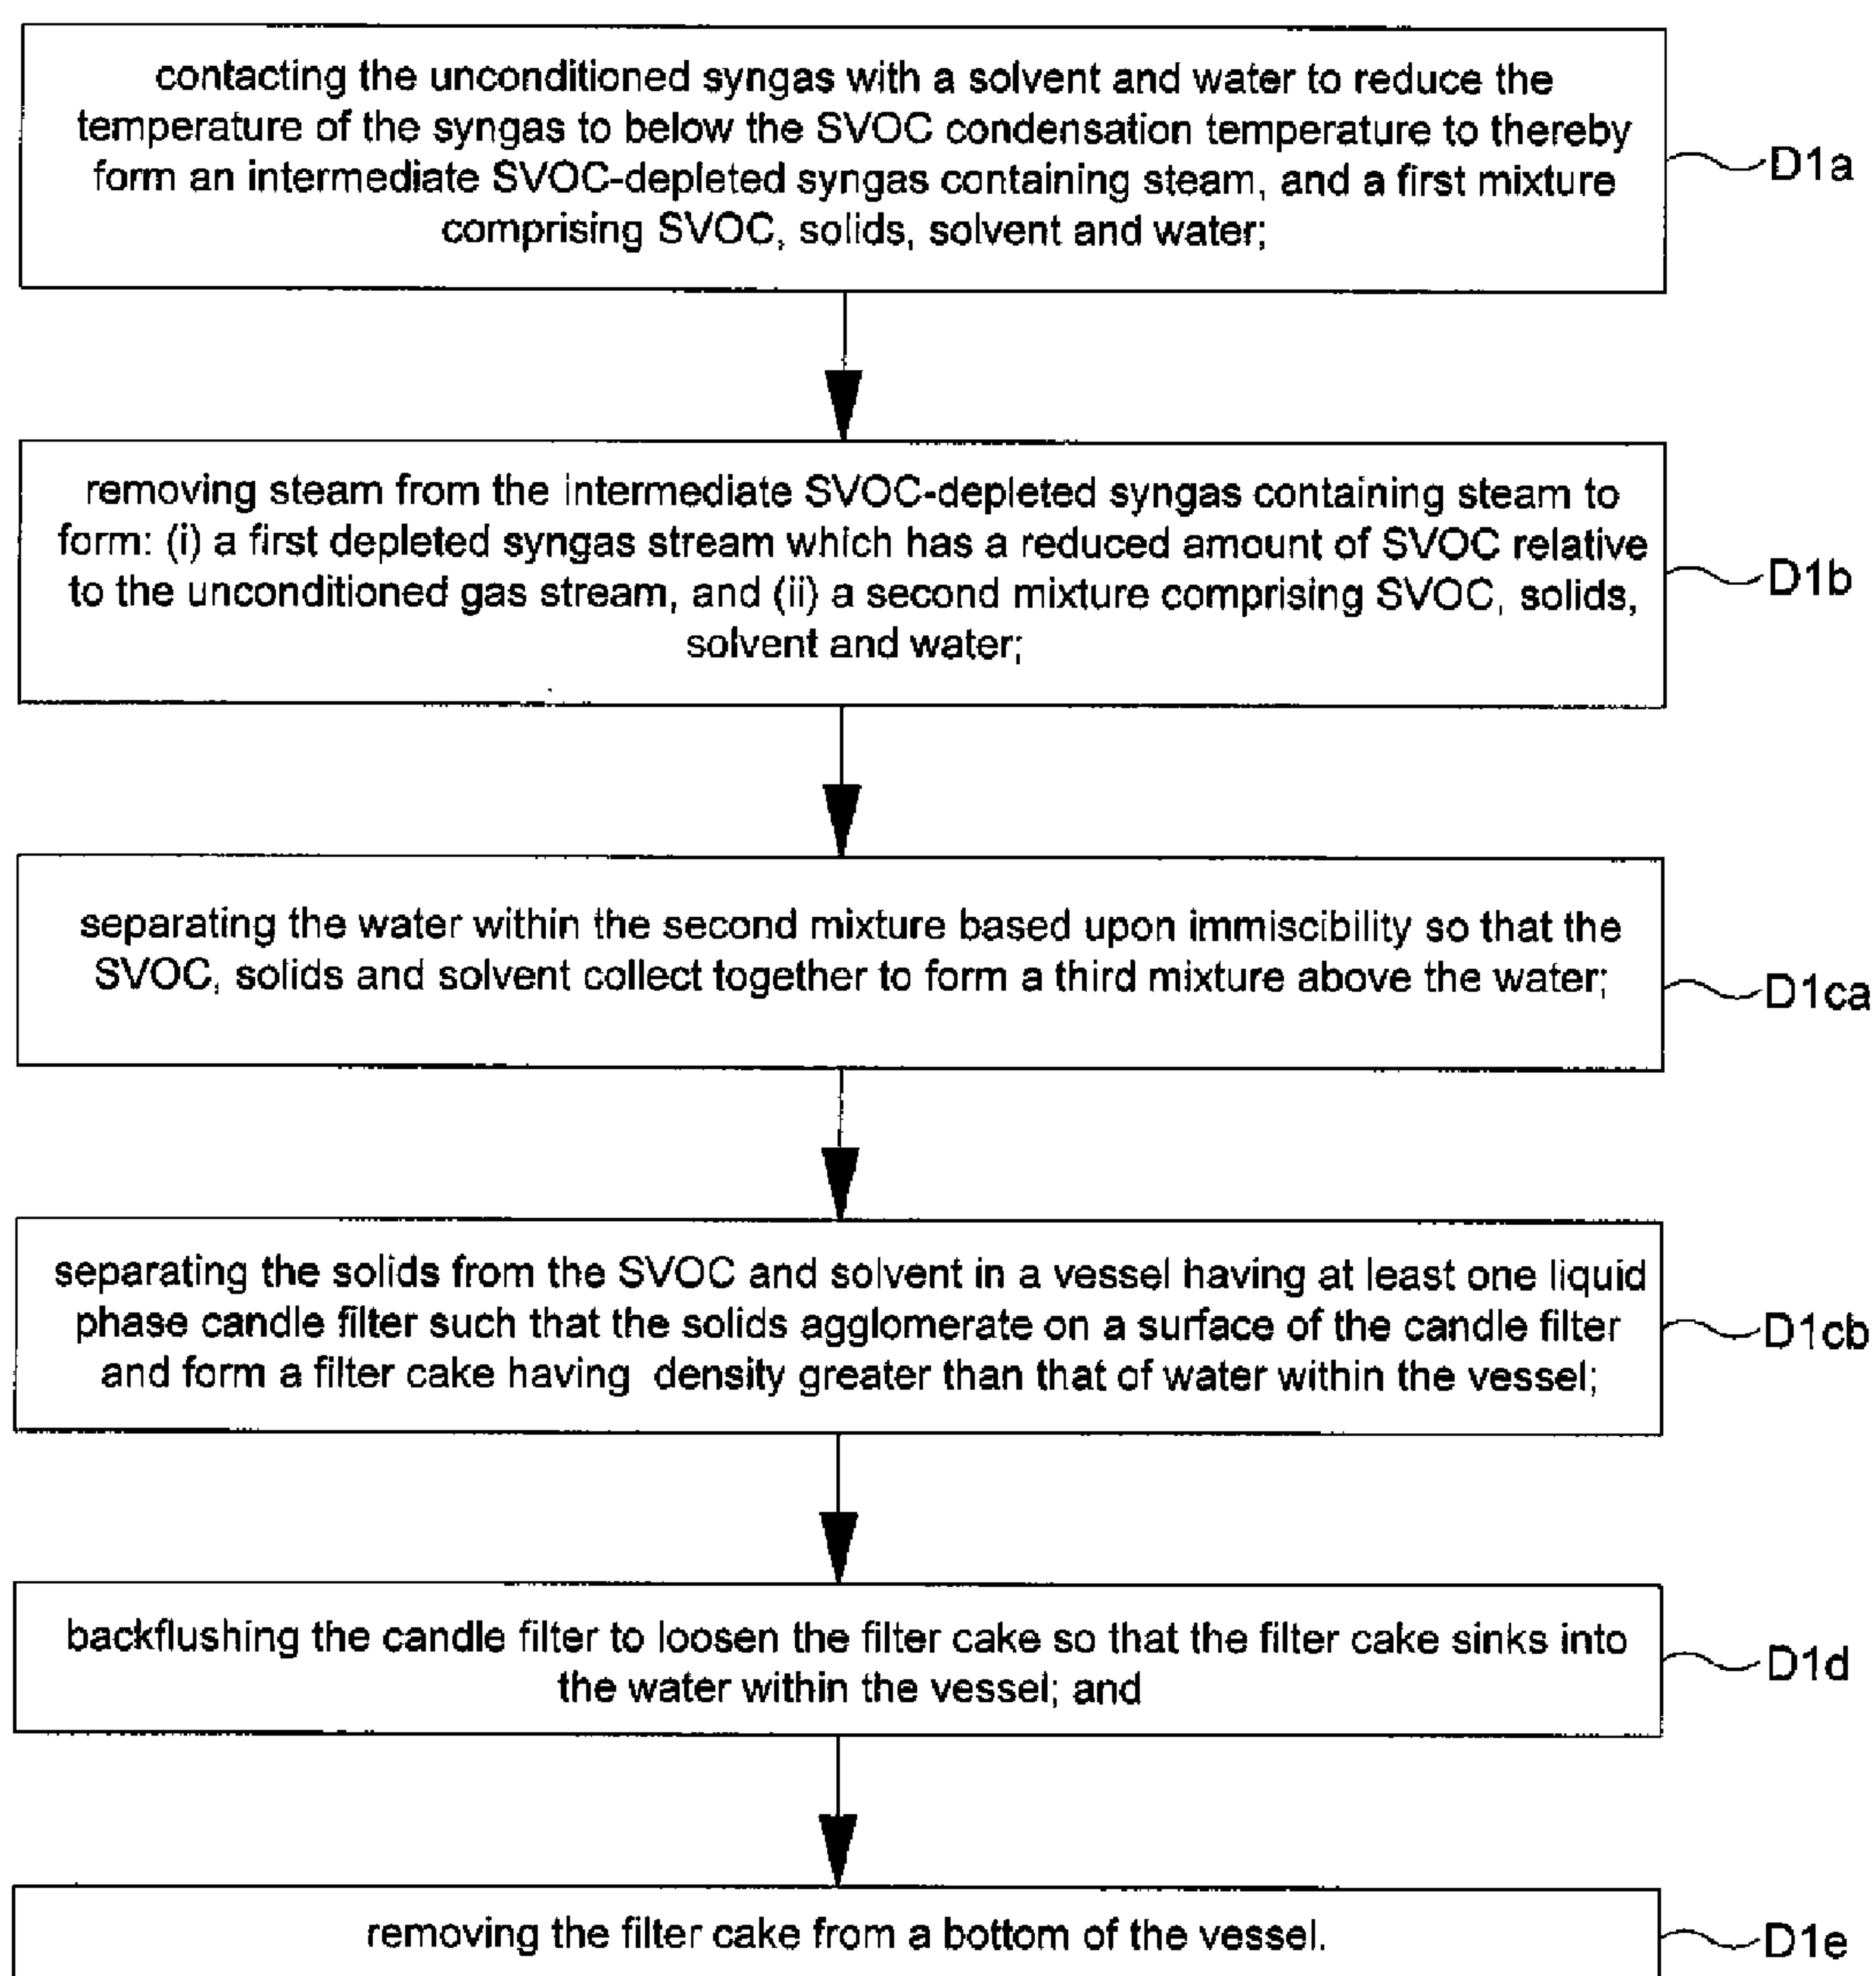 contacting the unconditioned syngas with a solvent and water to reduce the
temperature of the syngas to below the SVOC condensation temperature to thereby
form an intermediate SVOC-depleted syngas containing steam, and a first mixture
comprising SVOC, solids, solvent and water;
D1a
removing steam from the intermediate SVOC-depleted syngas containing steam to
form: (i) a first depleted syngas stream which has a reduced amount of SVOC relative
to the unconditioned gas stream, and (ii) a second mixture comprising SVOC, solids,
solvent and water;
D1b
separating the water within the second mixture based upon immiscibility so that the
SVOC, solids and solvent collect together to form a third mixture above the water;
D1ca
separating the solids from the SVOC and solvent in a vessel having at least one liquid
phase candle filter such that the solids agglomerate on a surface of the candle filter
and form a filter cake having density greater than that of water within the vessel;
D1cb
backflushing the candle filter to loosen the filter cake so that the filter cake sinks into
the water within the vessel; and
D1d
removing the filter cake from a bottom of the vessel.
D1e